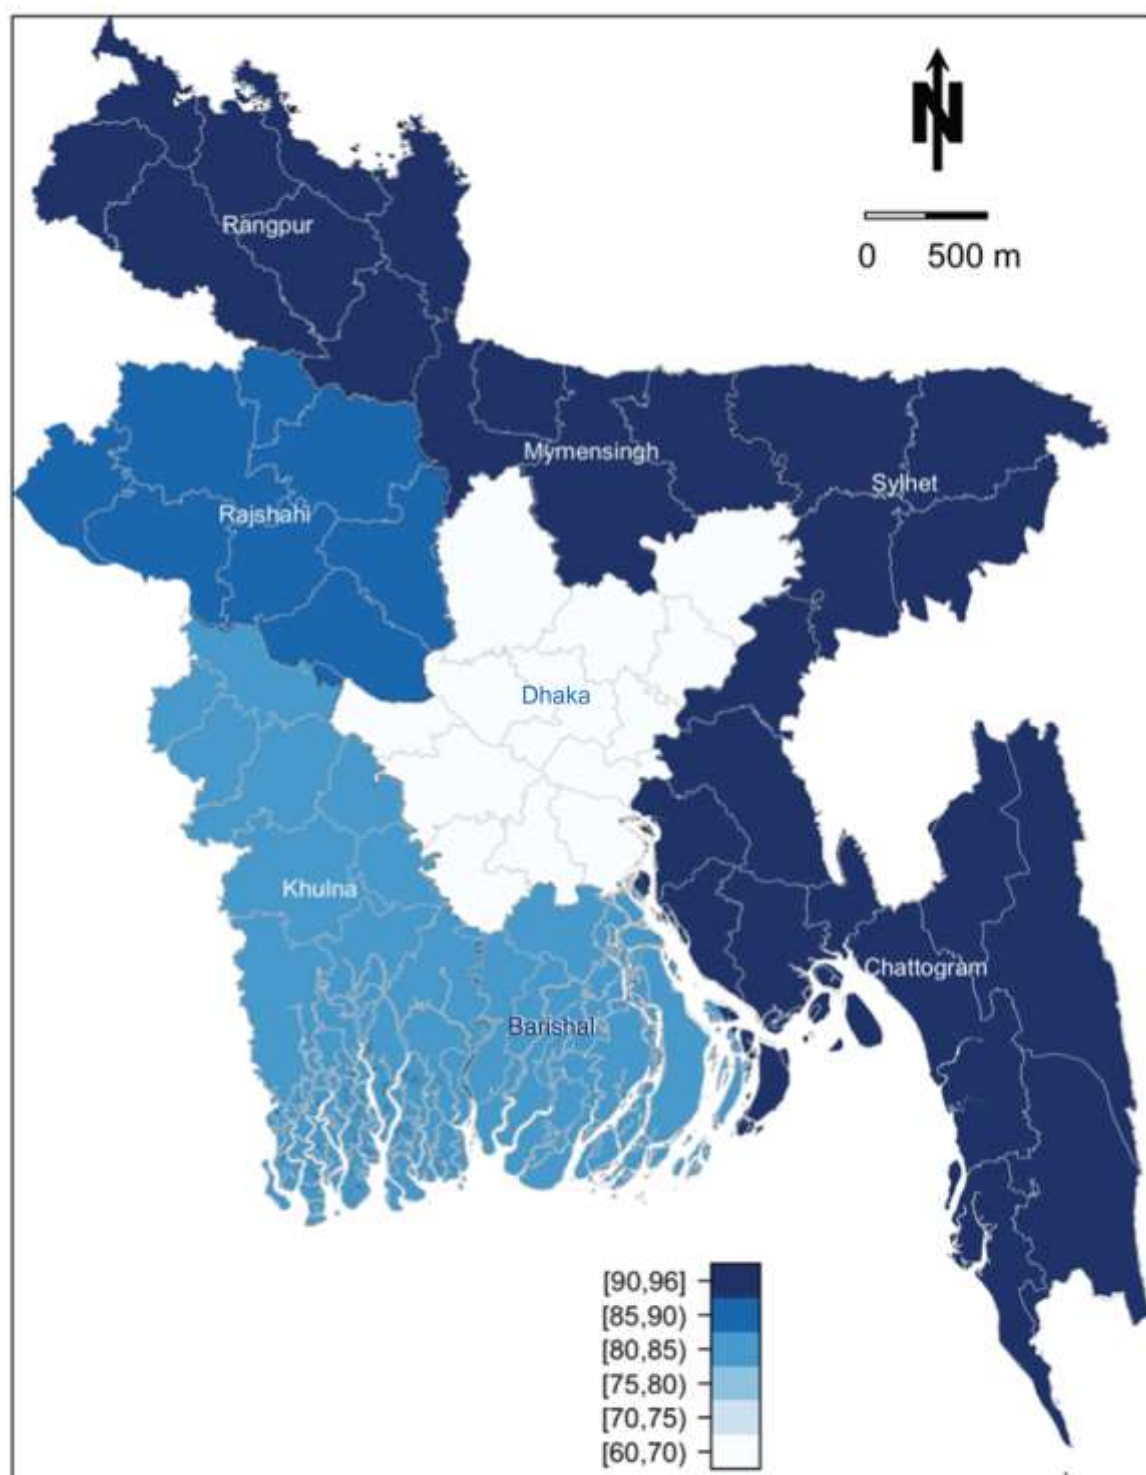 N
0 500 m
Rangpur
Mymensingh
Sylhet
Rajshahi
Dhaka
Khulna
Chattogram
Barishal
[90,96]
[85,90)
[80,85)
[75,80)
[70,75)
[60,70)